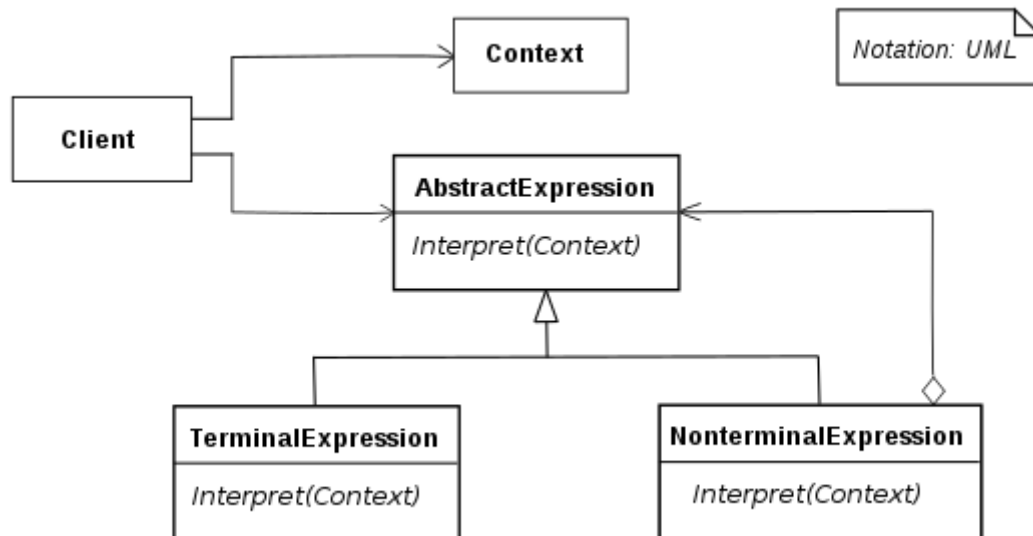 Context
Notation: UML
Client
AbstractExpression
Interpret(Context)
TerminalExpression
Interpret(Context)
NonterminalExpression
Interpret(Context)